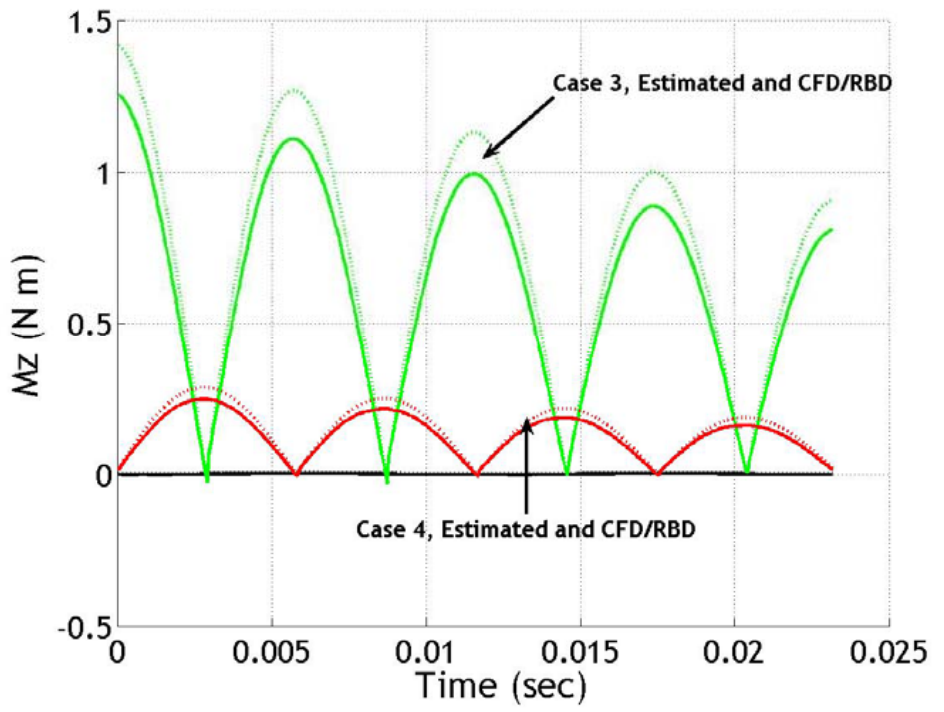 1.5
Case 3, Estimated and CFD/RBD
1
Mz (N m)
0.5
0
Case 4, Estimated and CFD/RBD
-0.5
0 0.005 0.01 0.015 0.02 0.025
Time (sec)